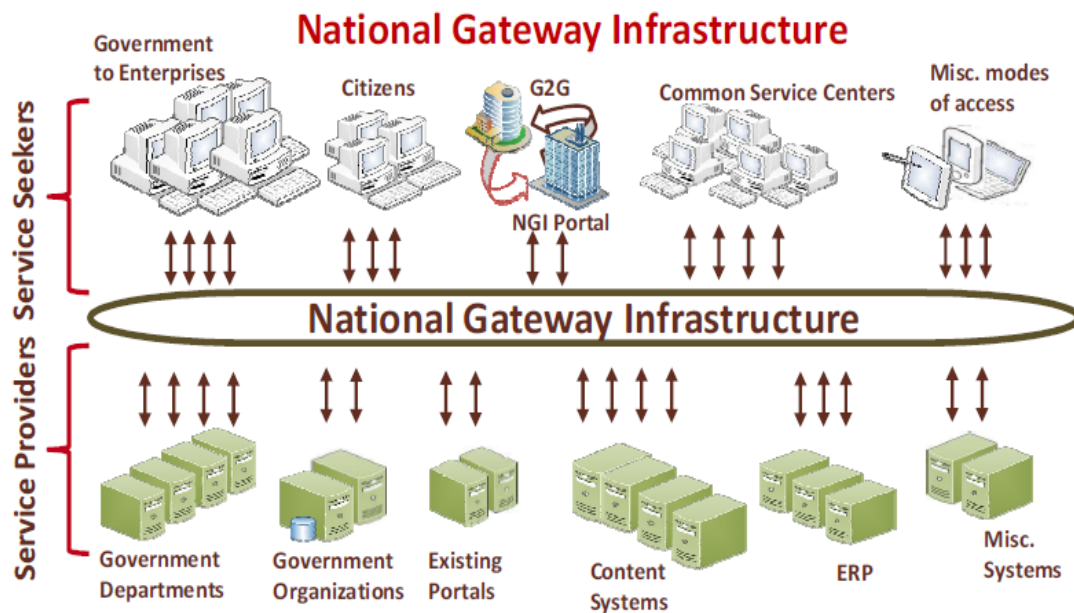 National Gateway Infrastructure
Government
to Enterprises
Citizens
G2G
NGI Portal
Common Service Centers
Misc. modes
of access
Service Seekers
National Gateway Infrastructure
Service Providers
Government
Departments
Government
Organizations
Existing
Portals
Content
Systems
ERP
Misc.
Systems